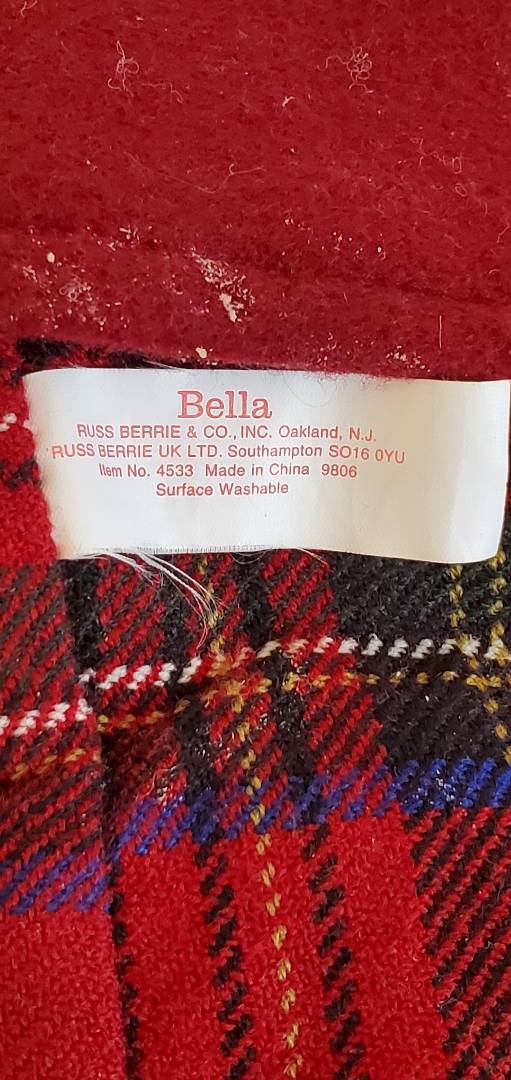 Bella
RUSS BERRIE & CO., INC. Oakland, N.J.
RUSS BERRIE UK LTD. Southampton SO16 0YU
Item No. 4533 Made in China 9806
Surface Washable